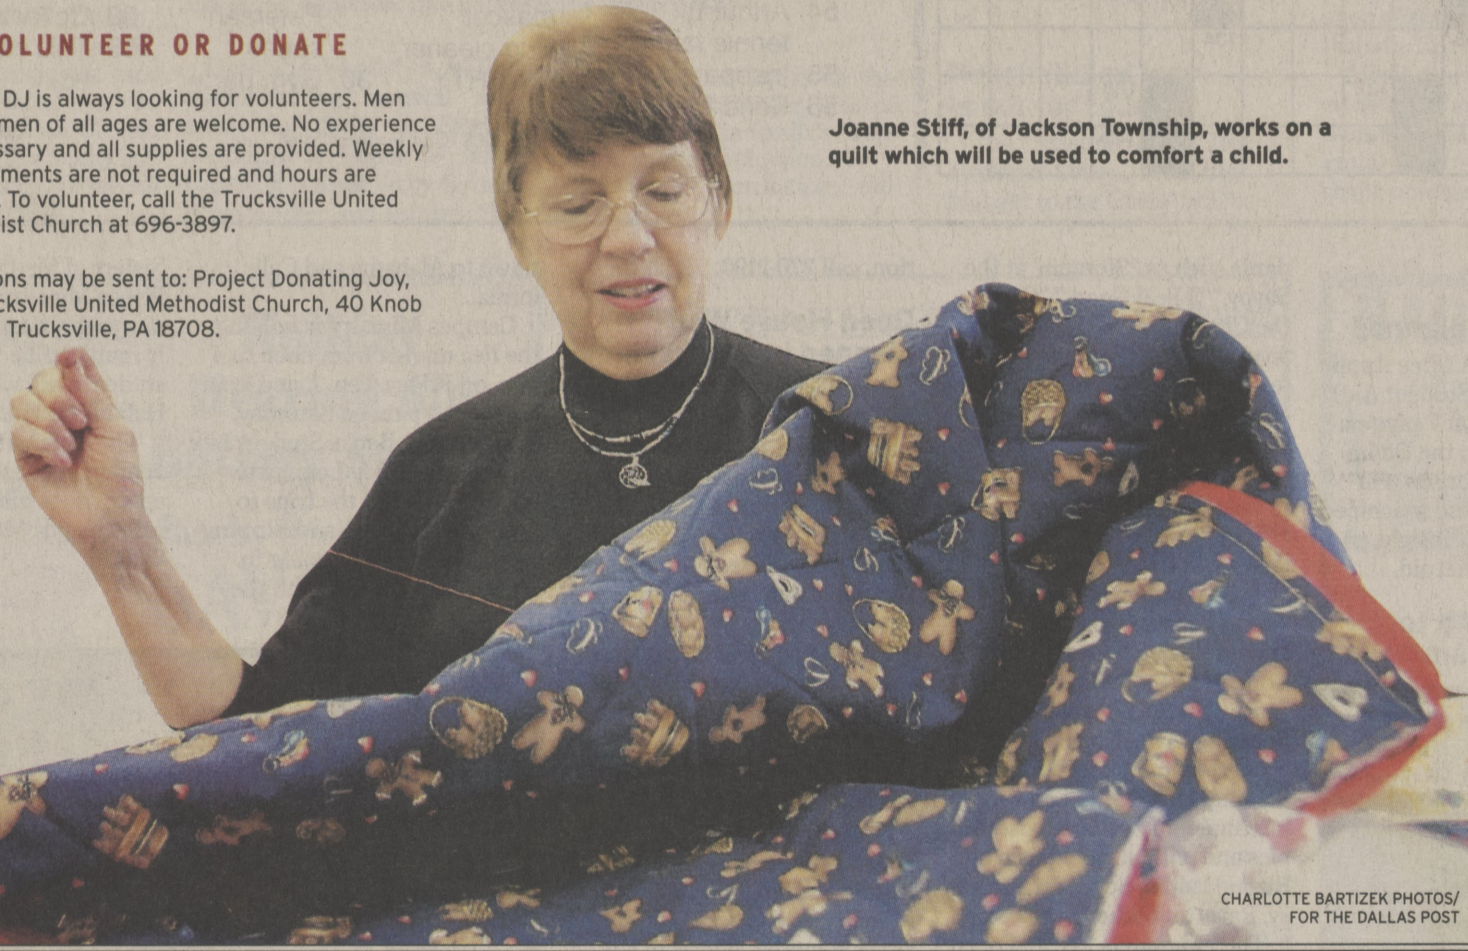 OLUNTEER OR DONATE
DJ is always looking for volunteers. Men
men of all ages are welcome. No experience
ssary and all supplies are provided. Weekly
ments are not required and hours are
. To volunteer, call the Trucksville United
ist Church at 696-3897.
ons may be sent to: Project Donating Joy,
cksville United Methodist Church, 40 Knob
Trucksville, PA 18708.
Joanne Stiff, of Jackson Township, works on a
quilt which will be used to comfort a child.
CHARLOTTE BARTIZEK PHOTOS/
FOR THE DALLAS POST